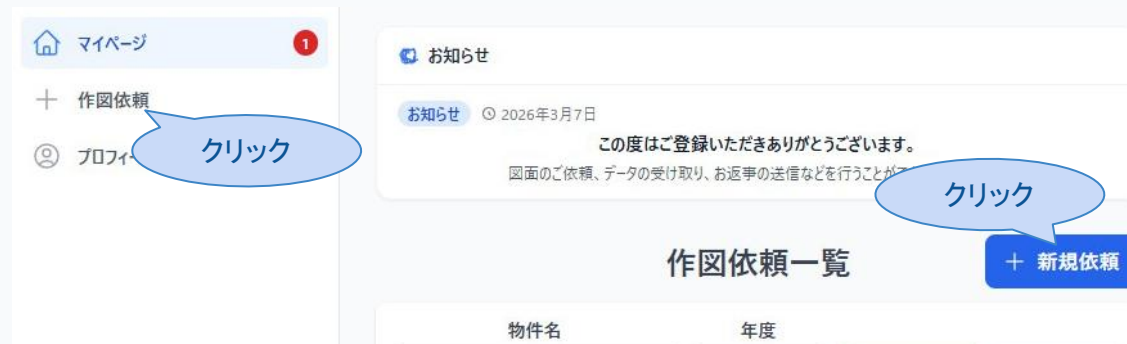 マイページ
1
作図依頼
クリック
プロフィー
お知らせ
お知らせ 2026年3月7日
この度はご登録いただきありがとうございます。
図面のご依頼、データの受け取り、お返事の送信などを行うことが
クリック
作図依頼一覧
+ 新規依頼
物件名 年度